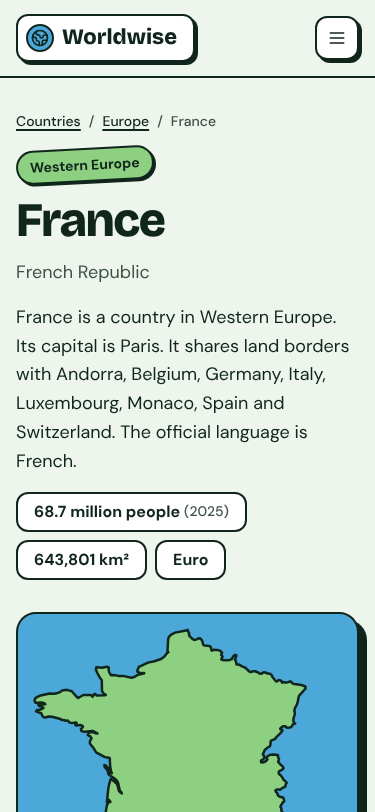 Worldwise
Countries / Europe / France
Western Europe
France
French Republic
France is a country in Western Europe.
Its capital is Paris. It shares land borders
with Andorra, Belgium, Germany, Italy,
Luxembourg, Monaco, Spain and
Switzerland. The official language is
French.
68.7 million people (2025)
643,801 km² Euro